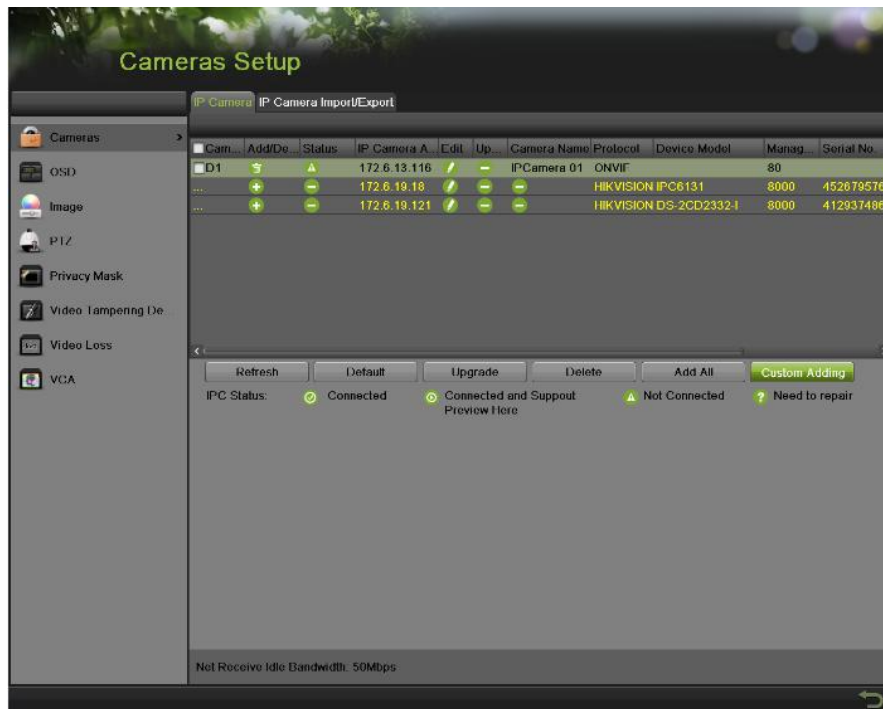 Cameras Setup
IP Camera IP Camera Import/Export
Cameras
OSD
Image
PTZ
Privacy Mask
Video Tampering De...
Video Loss
VCA
Cam... Add/De... Status IP Camera A... Edit Up... Camera Name Protocol Device Model Manag... Serial No.
D1 172.6.13.116 IPCamera 01 ONVIF 80
... 172.6.19.18 HIKVISION IPC6131 8000 452679576
... 172.6.19.121 HIKVISION DS-2CD2332-I 8000 412937486
Refresh Default Upgrade Delete Add All Custom Adding
IPC Status: Connected Connected and Suppout Preview Here Not Connected Need to repair
Net Receive Idle Bandwidth: 50Mbps